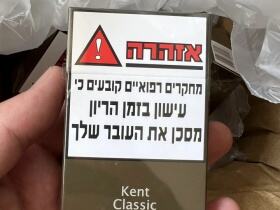 אזהרה
מחקרים רפואיים קובעים כי
עישון בזמן הריון
מסכן את העובר שלך
Kent
Classic